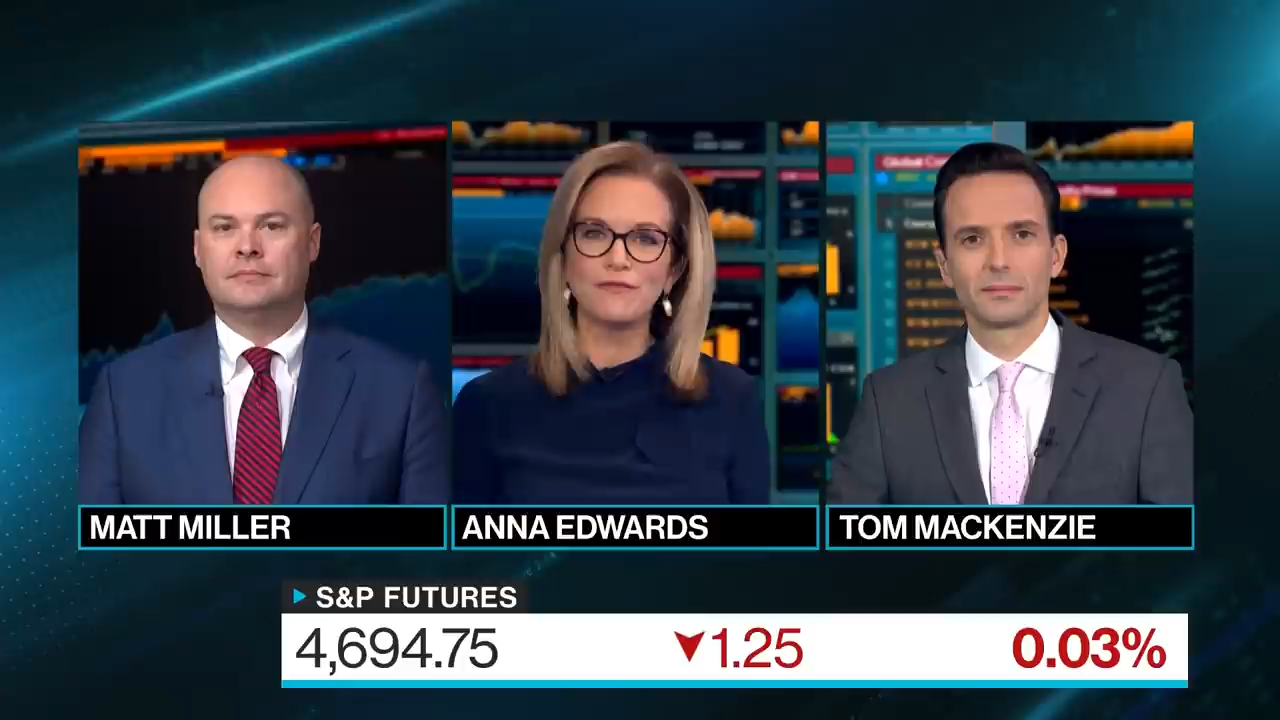 MATT MILLER
ANNA EDWARDS
TOM MACKENZIE
S&P FUTURES
4,694.75 1.25 0.03%